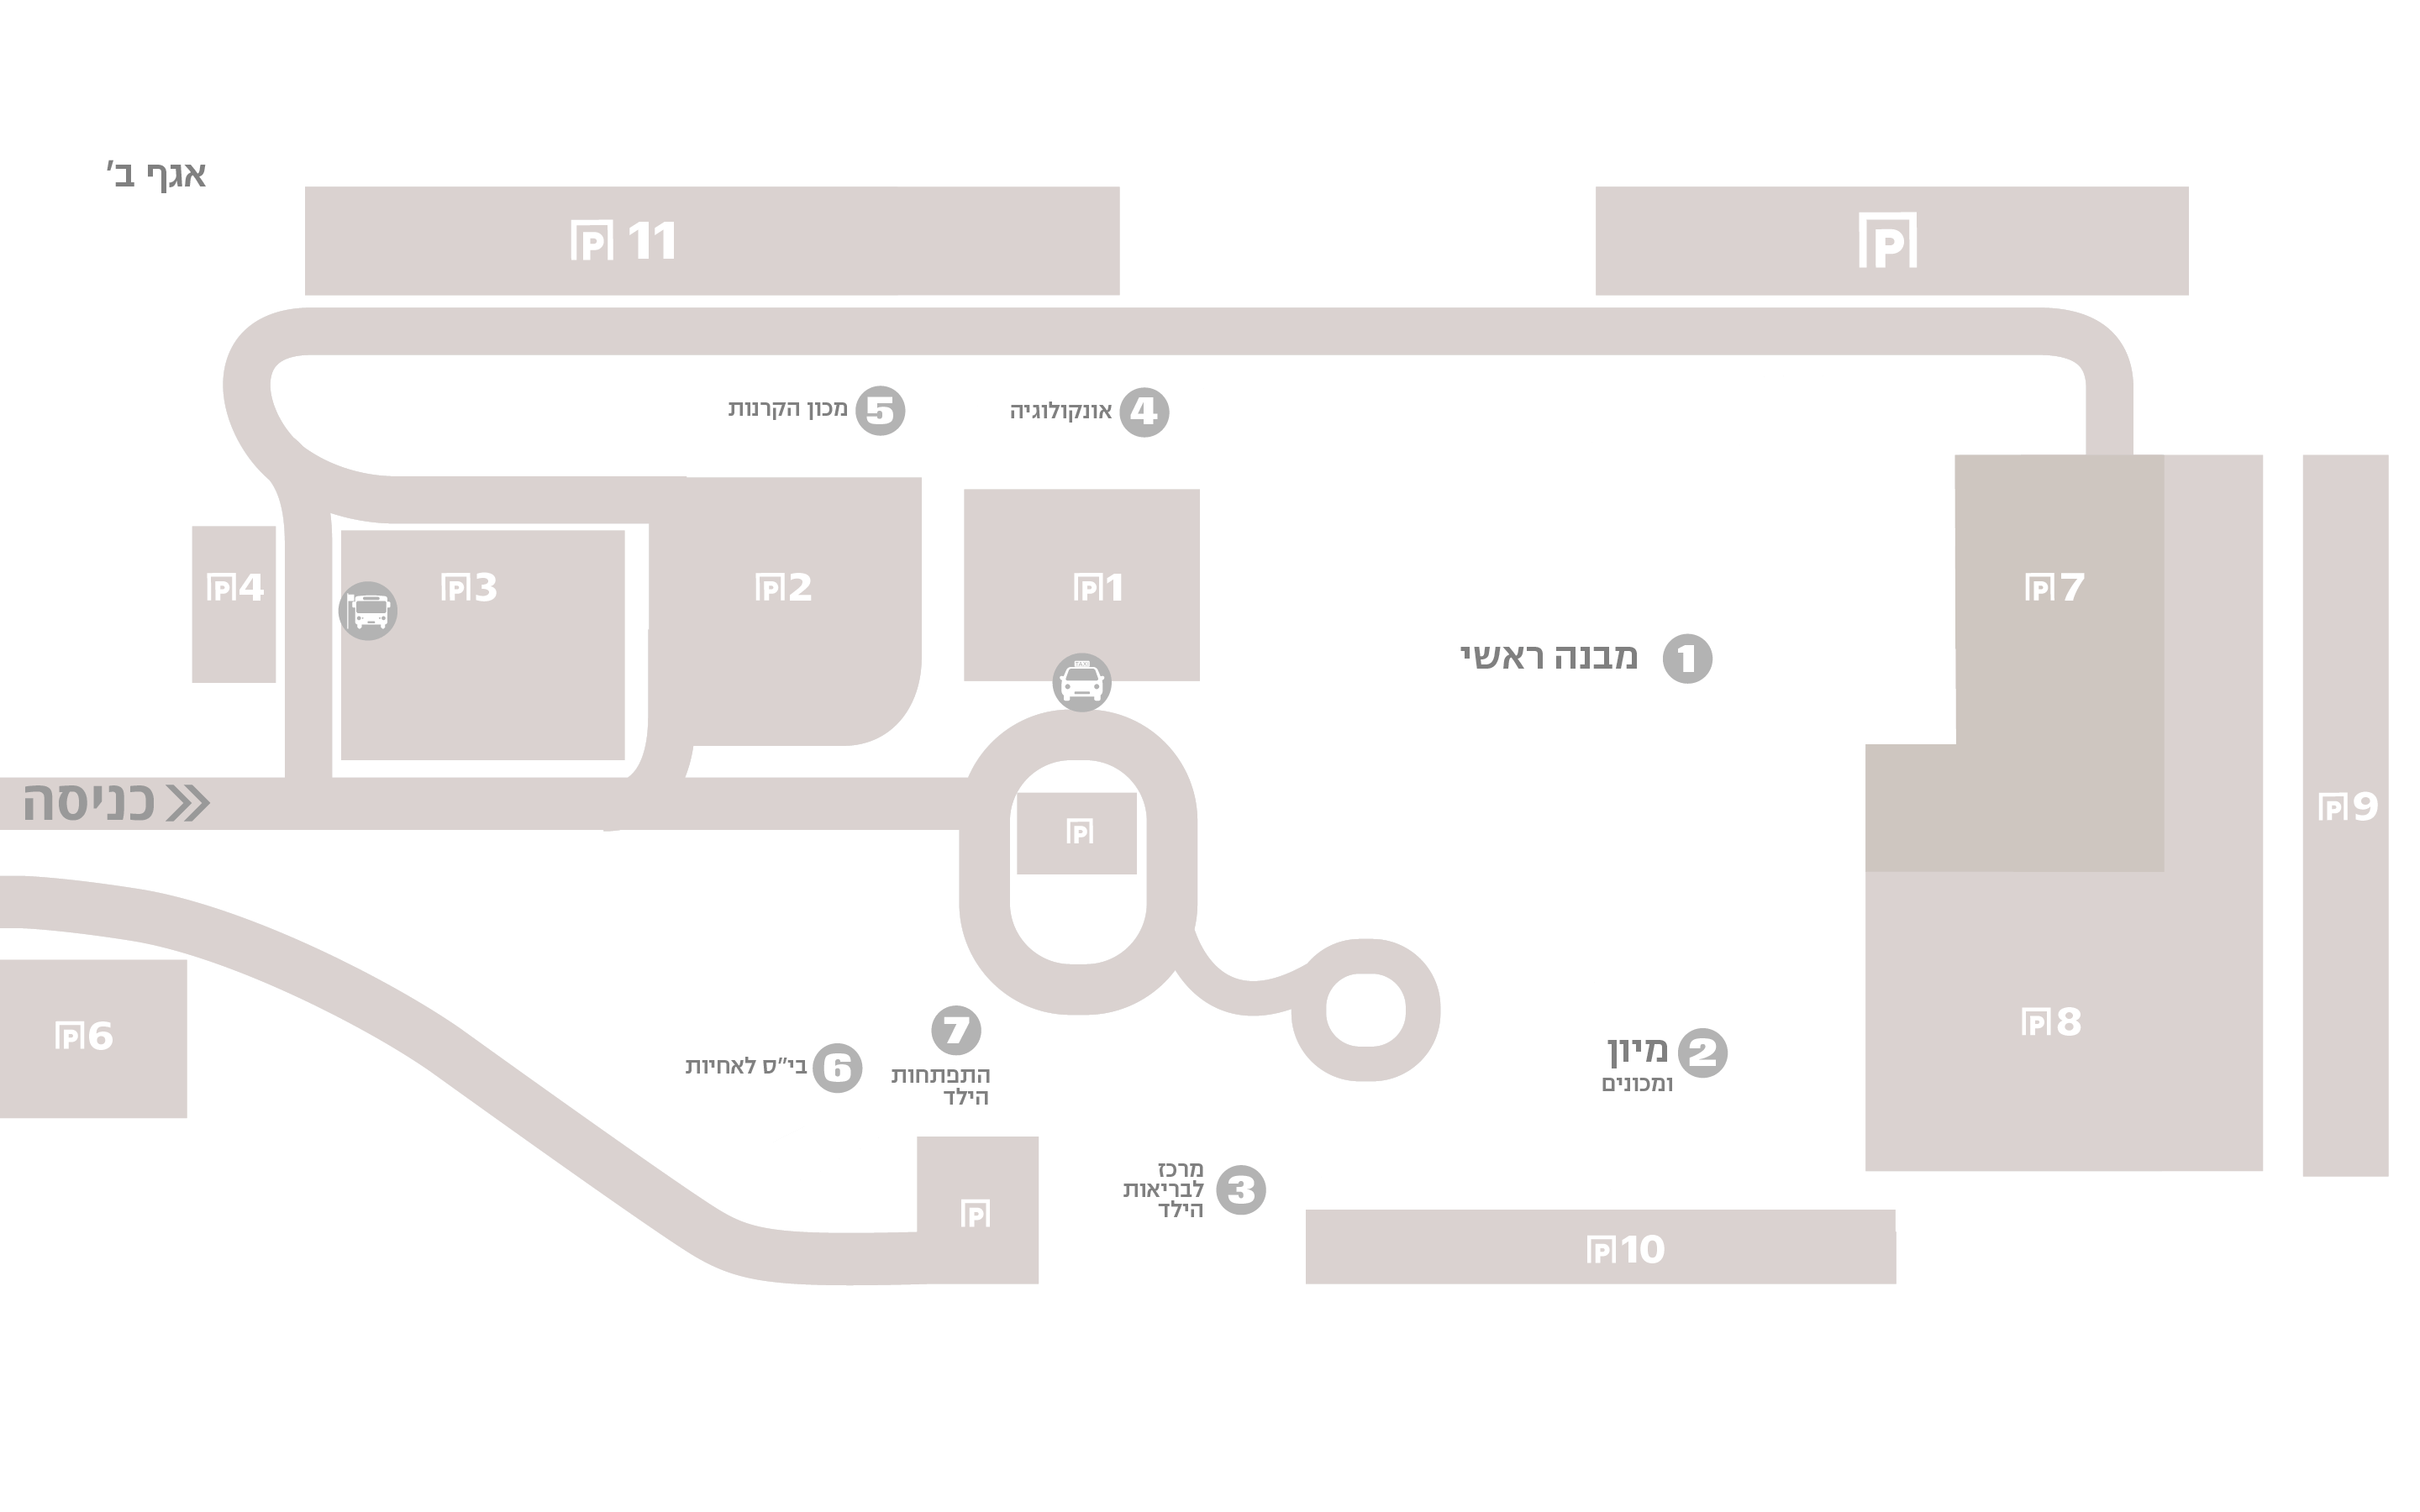 אגף ב'
P 11
P
5 מכון הקרנות
4 אונקולוגיה
P4
P3
P2
P1
P7
TAXI
1 מבנה ראשי
כניסה
P
P9
P6
7
התפתחות
הילד
6 בי"ס לאחיות
2 מיון
ומכונים
P8
P
3 מרכז
לבריאות
הילד
P10